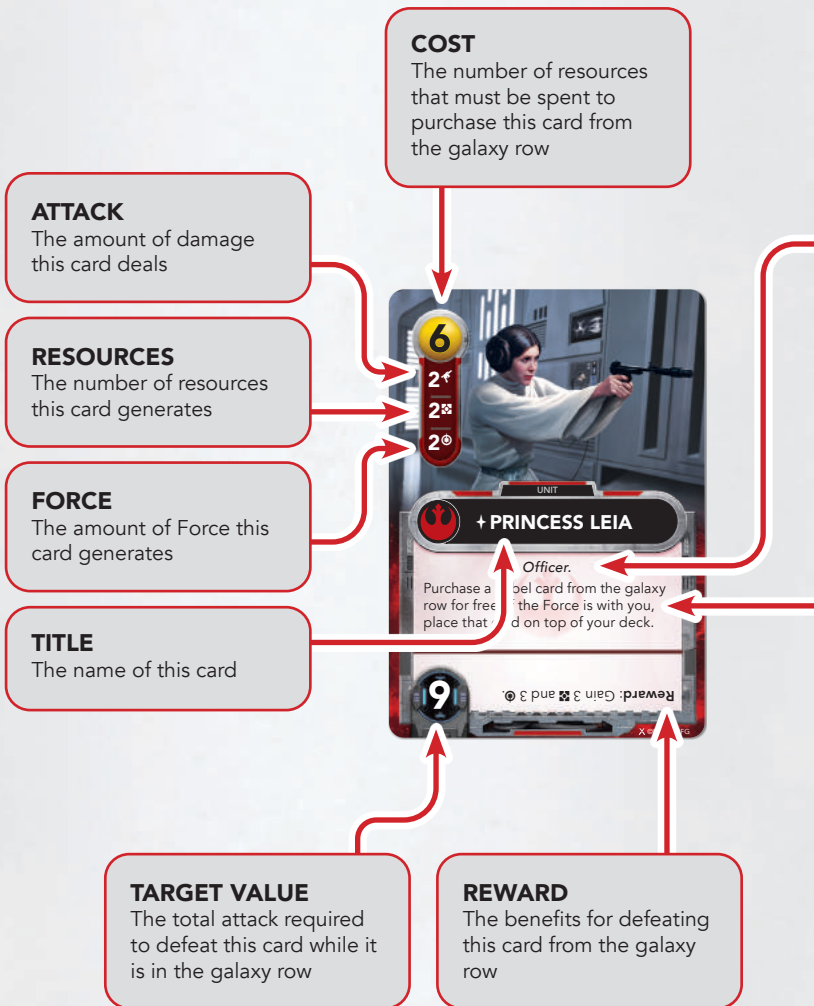 COST
The number of resources
that must be spent to
purchase this card from
the galaxy row
ATTACK
The amount of damage
this card deals
RESOURCES
The number of resources
this card generates
FORCE
The amount of Force this
card generates
TITLE
The name of this card
6
2
2
2
UNIT
PRINCESS LEIA
Officer.
Purchase a card from the galaxy
row for the Force is with you,
place that on top of your deck.
9
Reward: Gain 3 and 3.
TARGET VALUE
The total attack required
to defeat this card while it
is in the galaxy row
REWARD
The benefits for defeating
this card from the galaxy
row